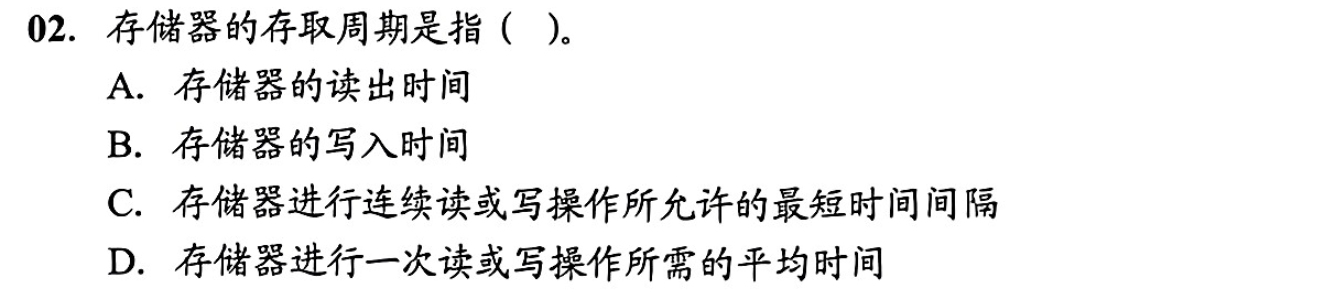 02. 存储器的存取周期是指（ ）。
A. 存储器的读出时间
B. 存储器的写入时间
C. 存储器进行连续读或写操作所允许的最短时间间隔
D. 存储器进行一次读或写操作所需的平均时间